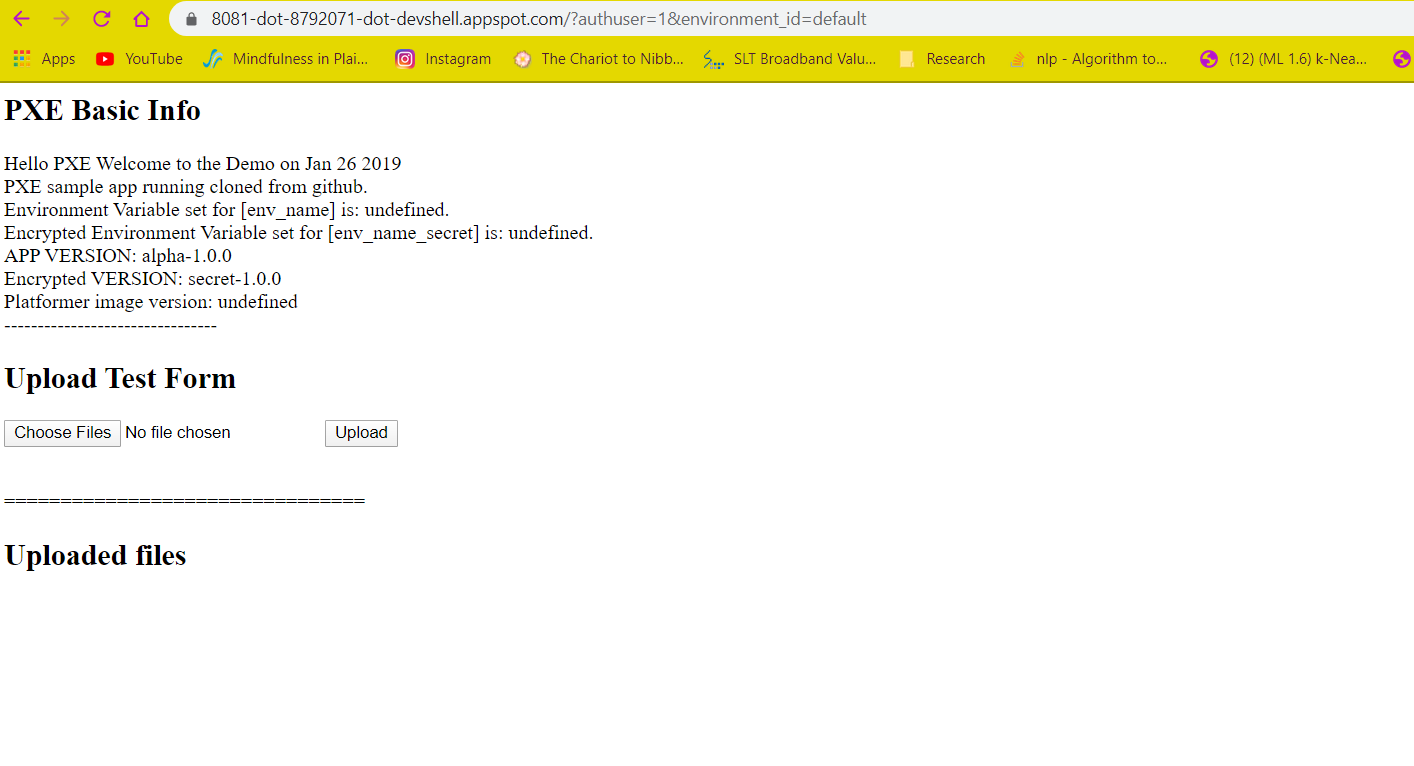 8081-dot-8792071-dot-devshell.appspot.com/?authuser=1&environment_id=default
Apps YouTube Mindfulness in Plai... Instagram The Chariot to Nibb... SLT Broadband Valu... Research nlp - Algorithm to... (12) (ML 1.6) k-Nea...
PXE Basic Info
Hello PXE Welcome to the Demo on Jan 26 2019
PXE sample app running cloned from github.
Environment Variable set for [env_name] is: undefined.
Encrypted Environment Variable set for [env_name_secret] is: undefined.
APP VERSION: alpha-1.0.0
Encrypted VERSION: secret-1.0.0
Platformer image version: undefined
--------------------------------
Upload Test Form
Choose Files No file chosen Upload
================================
Uploaded files